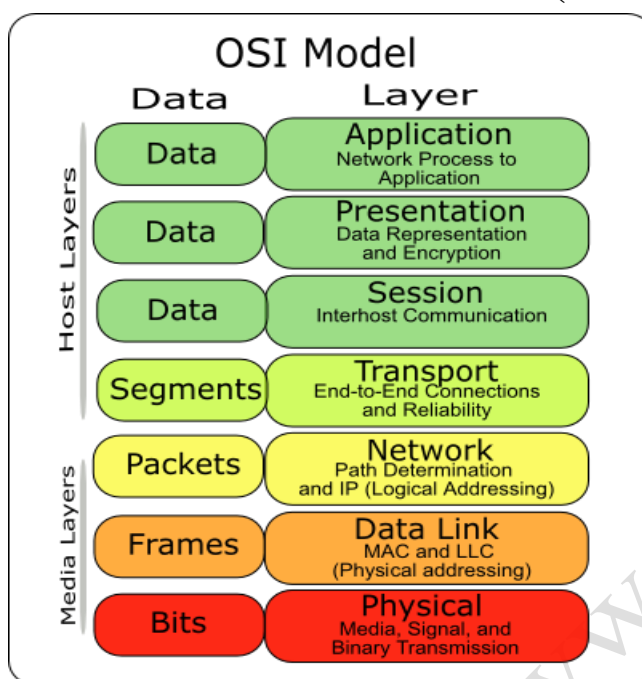 OSI Model
Data Layer
Host Layers
Data
Application
Network Process to
Application
Data
Presentation
Data Representation
and Encryption
Data
Session
Interhost Communication
Segments
Transport
End-to-End Connections
and Reliability
Media Layers
Packets
Network
Path Determination
and IP (Logical Addressing)
Frames
Data Link
MAC and LLC
(Physical addressing)
Bits
Physical
Media, Signal, and
Binary Transmission